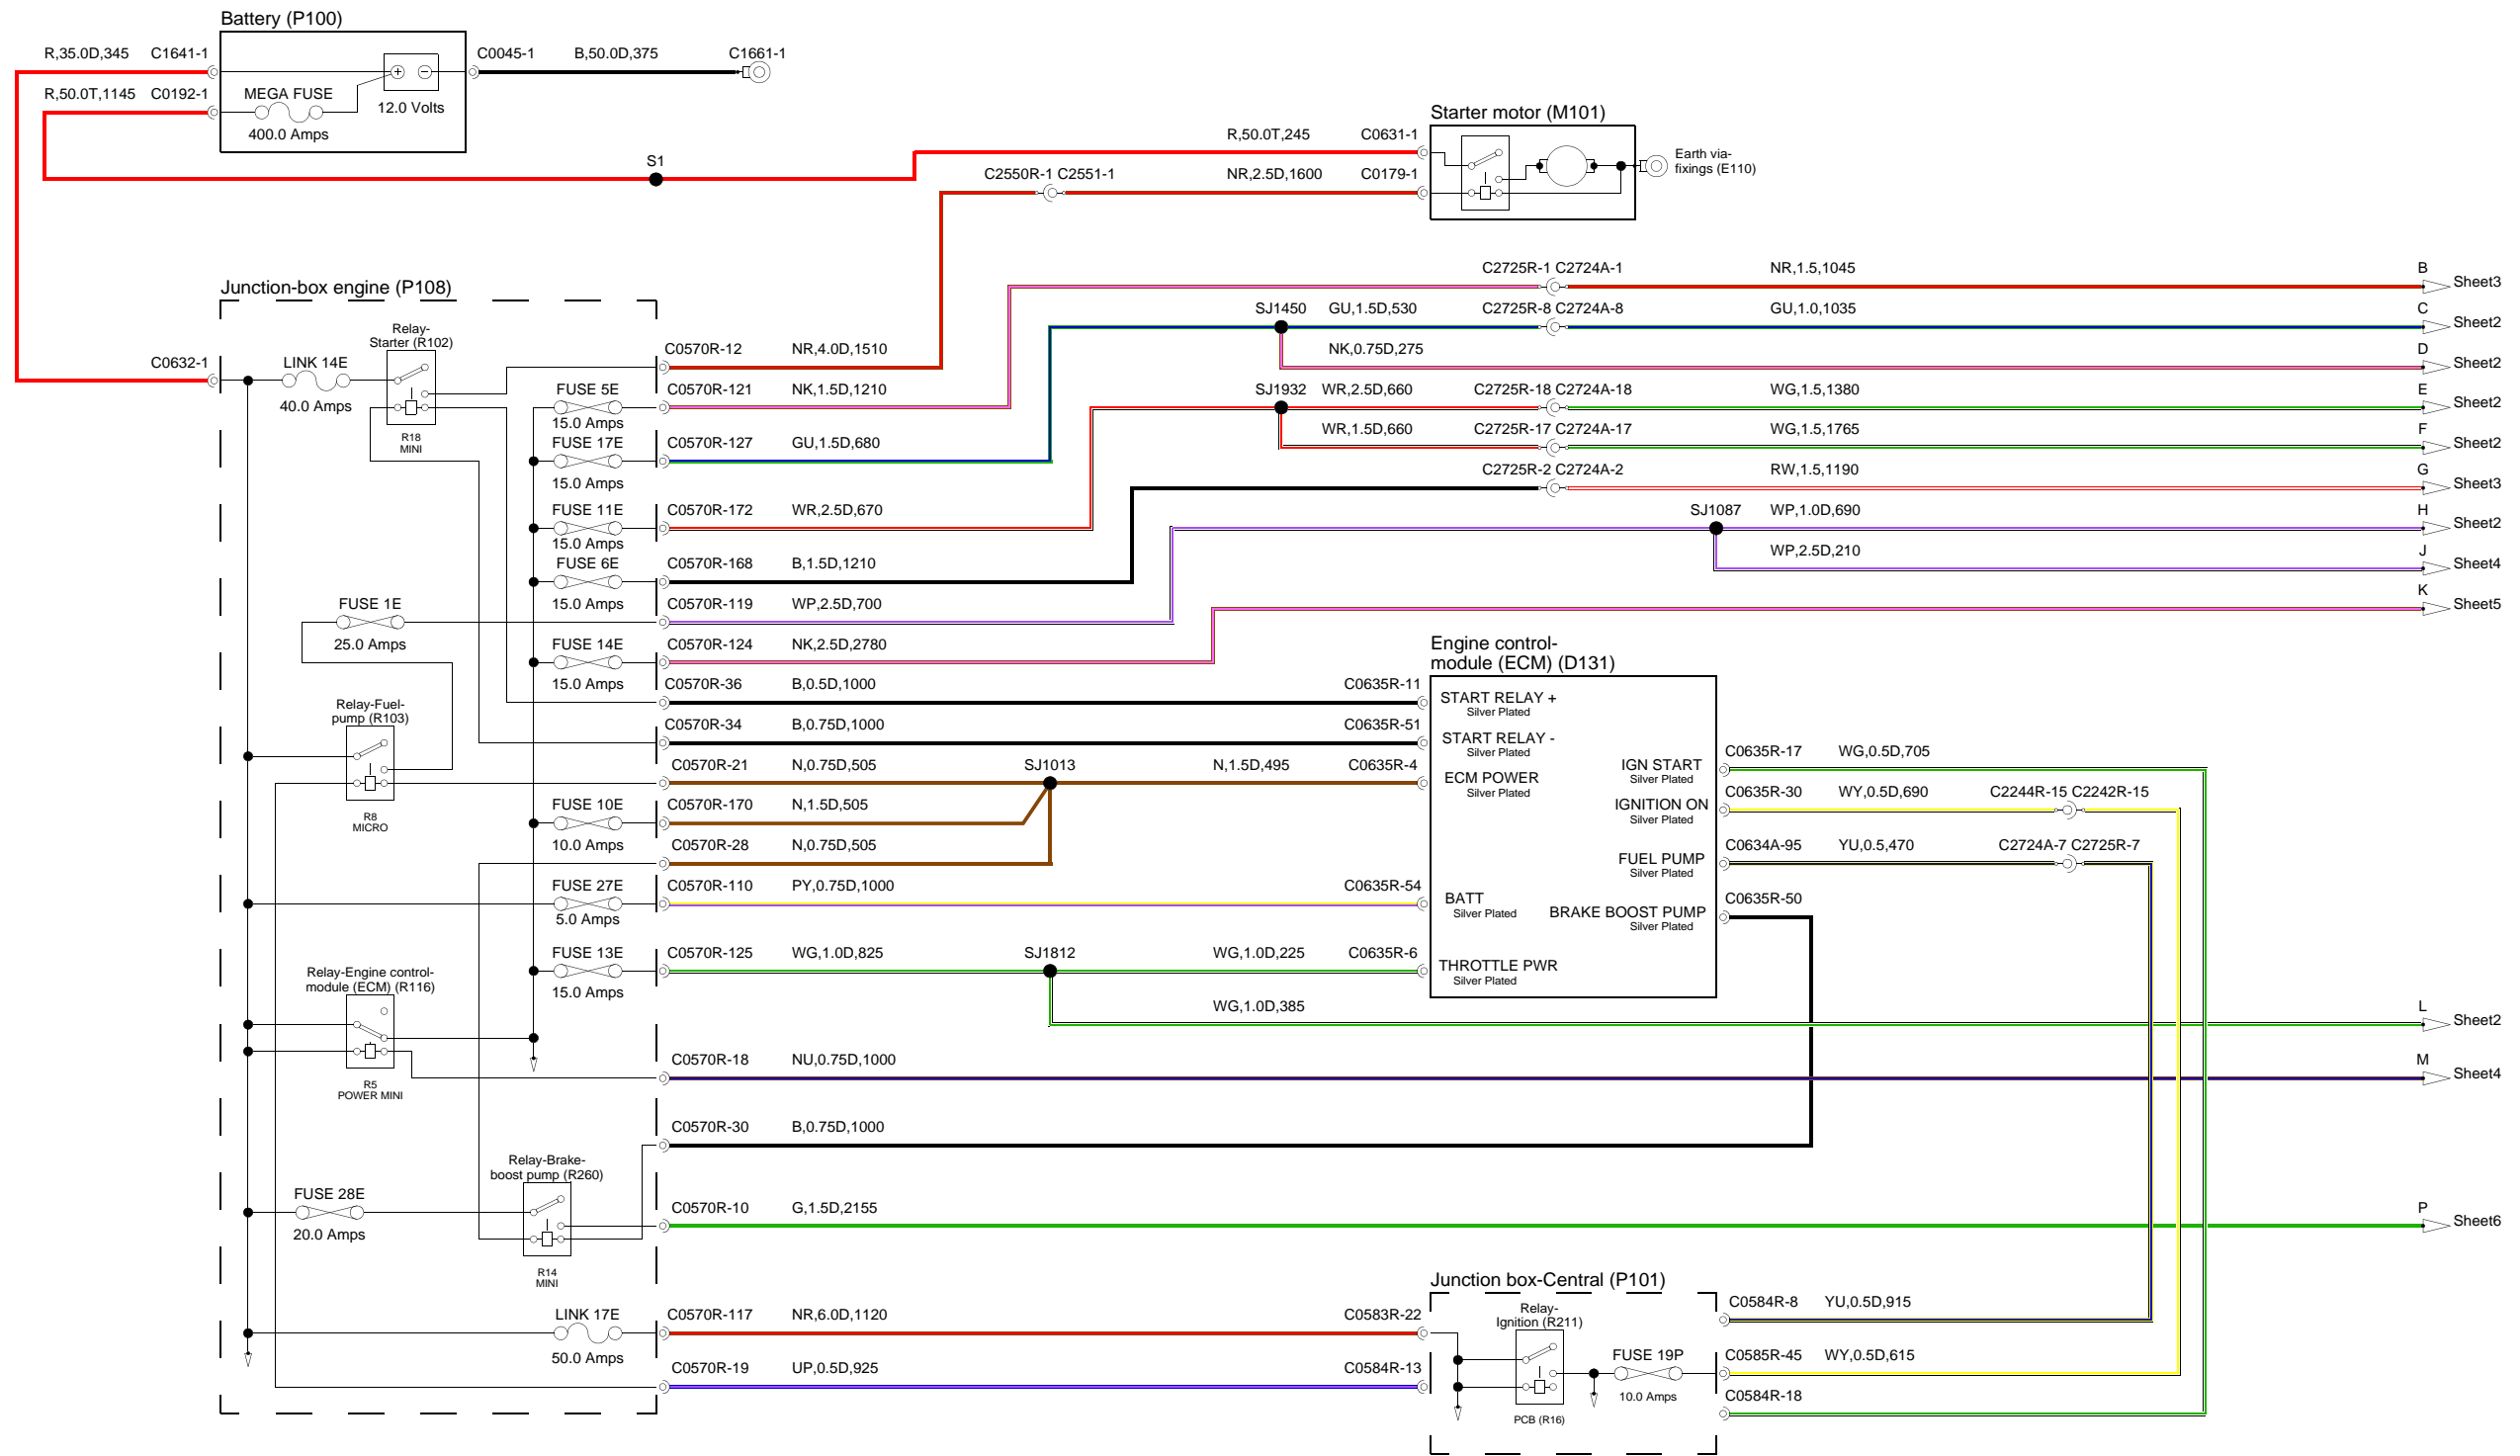 Battery (P100)
R,35.0D,345 C1641-1
C0045-1 B,50.0D,375 C1661-1
R,50.0T,1145 C0192-1
MEGA FUSE
400.0 Amps
12.0 Volts
S1
Starter motor (M101)
R,50.0T,245 C0631-1
C2550R-1 C2551-1 NR,2.5D,1600 C0179-1
Earth via-
fixings (E110)
Junction-box engine (P108)
C0632-1
LINK 14E
40.0 Amps
Relay-
Starter (R102)
R18
MINI
C2725R-1 C2724A-1 NR,1.5,1045 B Sheet3
SJ1450 GU,1.5D,530 C2725R-8 C2724A-8 GU,1.0,1035 C Sheet2
C0570R-12 NR,4.0D,1510
NK,0.75D,275 D Sheet2
FUSE 5E
15.0 Amps
C0570R-121 NK,1.5D,1210
SJ1932 WR,2.5D,660 C2725R-18 C2724A-18 WG,1.5,1380 E Sheet2
FUSE 17E
15.0 Amps
C0570R-127 GU,1.5D,680
WR,1.5D,660 C2725R-17 C2724A-17 WG,1.5,1765 F Sheet2
C2725R-2 C2724A-2 RW,1.5,1190 G Sheet3
FUSE 11E
15.0 Amps
C0570R-172 WR,2.5D,670
SJ1087 WP,1.0D,690 H Sheet2
WP,2.5D,210 J Sheet4
FUSE 6E
15.0 Amps
C0570R-168 B,1.5D,1210
K Sheet5
FUSE 1E
25.0 Amps
C0570R-119 WP,2.5D,700
FUSE 14E
15.0 Amps
C0570R-124 NK,2.5D,2780
Engine control-
module (ECM) (D131)
C0570R-36 B,0.5D,1000 C0635R-11
START RELAY +
Silver Plated
Relay-Fuel-
pump (R103)
R8
MICRO
C0570R-34 B,0.75D,1000 C0635R-51
START RELAY -
Silver Plated
C0570R-21 N,0.75D,505 SJ1013 N,1.5D,495 C0635R-4
ECM POWER
Silver Plated
IGN START
Silver Plated
C0635R-17 WG,0.5D,705
FUSE 10E
10.0 Amps
C0570R-170 N,1.5D,505
IGNITION ON
Silver Plated
C0635R-30 WY,0.5D,690 C2244R-15 C2242R-15
C0570R-28 N,0.75D,505
FUEL PUMP
Silver Plated
C0634A-95 YU,0.5,470 C2724A-7 C2725R-7
FUSE 27E
5.0 Amps
C0570R-110 PY,0.75D,1000 C0635R-54
BATT
Silver Plated
BRAKE BOOST PUMP
Silver Plated
C0635R-50
FUSE 13E
15.0 Amps
C0570R-125 WG,1.0D,825 SJ1812 WG,1.0D,225 C0635R-6
THROTTLE PWR
Silver Plated
Relay-Engine control-
module (ECM) (R116)
R5
POWER MINI
WG,1.0D,385 L Sheet2
C0570R-18 NU,0.75D,1000 M Sheet4
C0570R-30 B,0.75D,1000
Relay-Brake-
boost pump (R260)
R14
MINI
FUSE 28E
20.0 Amps
C0570R-10 G,1.5D,2155 P Sheet6
Junction box-Central (P101)
LINK 17E
50.0 Amps
C0570R-117 NR,6.0D,1120 C0583R-22
Relay-
Ignition (R211)
C0584R-8 YU,0.5D,915
C0570R-19 UP,0.5D,925 C0584R-13
FUSE 19P
10.0 Amps
C0585R-45 WY,0.5D,615
C0584R-18
PCB (R16)